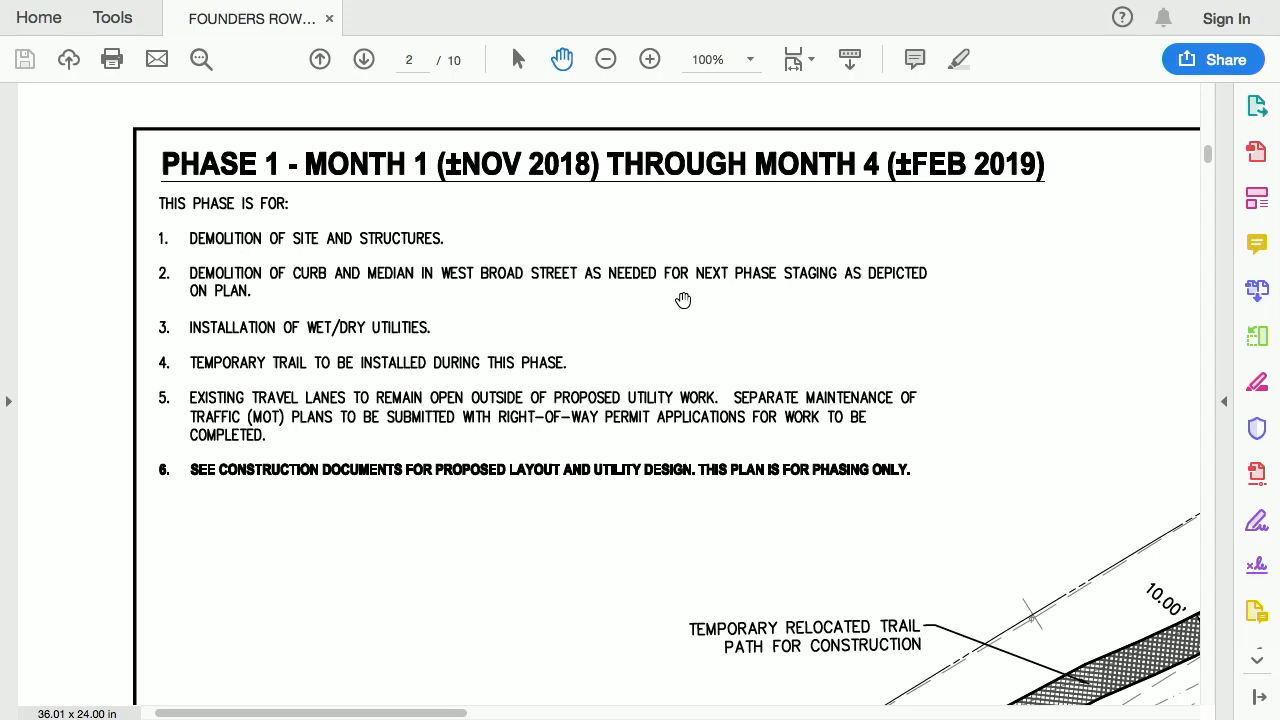 Home Tools FOUNDERS ROW... × Sign In
2 / 10 100% Share
PHASE 1 - MONTH 1 (±NOV 2018) THROUGH MONTH 4 (±FEB 2019)
THIS PHASE IS FOR:
1. DEMOLITION OF SITE AND STRUCTURES.
2. DEMOLITION OF CURB AND MEDIAN IN WEST BROAD STREET AS NEEDED FOR NEXT PHASE STAGING AS DEPICTED
ON PLAN.
3. INSTALLATION OF WET/DRY UTILITIES.
4. TEMPORARY TRAIL TO BE INSTALLED DURING THIS PHASE.
5. EXISTING TRAVEL LANES TO REMAIN OPEN OUTSIDE OF PROPOSED UTILITY WORK. SEPARATE MAINTENANCE OF
TRAFFIC (MOT) PLANS TO BE SUBMITTED WITH RIGHT-OF-WAY PERMIT APPLICATIONS FOR WORK TO BE
COMPLETED.
6. SEE CONSTRUCTION DOCUMENTS FOR PROPOSED LAYOUT AND UTILITY DESIGN. THIS PLAN IS FOR PHASING ONLY.
10.00'
TEMPORARY RELOCATED TRAIL
PATH FOR CONSTRUCTION
36.01 x 24.00 in